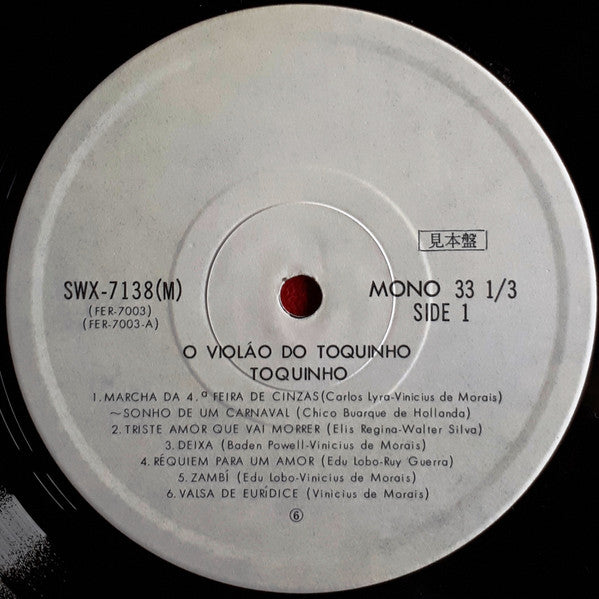 見本盤
SWX-7138(M)
(FER-7003)
(FER-7003-A)
MONO 33 1/3
SIDE 1
O VIOLÁO DO TOQUINHO
TOQUINHO
1. MARCHA DA 4.ª FEIRA DE CINZAS(Carlos Lyra-Vinicius de Morais)
～SONHO DE UM CARNAVAL (Chico Buarque de Hollanda)
2. TRISTE AMOR QUE VAI MORRER (Elis Regina-Walter Silva)
3. DEIXA (Baden Powell-Vinicius de Morais)
4. RÉQUIEM PARA UM AMOR (Edu Lobo-Ruy Guerra)
5. ZAMBÍ (Edu Lobo-Vinicius de Morais)
6. VALSA DE EURÍDICE (Vinicius de Morais)
⑥